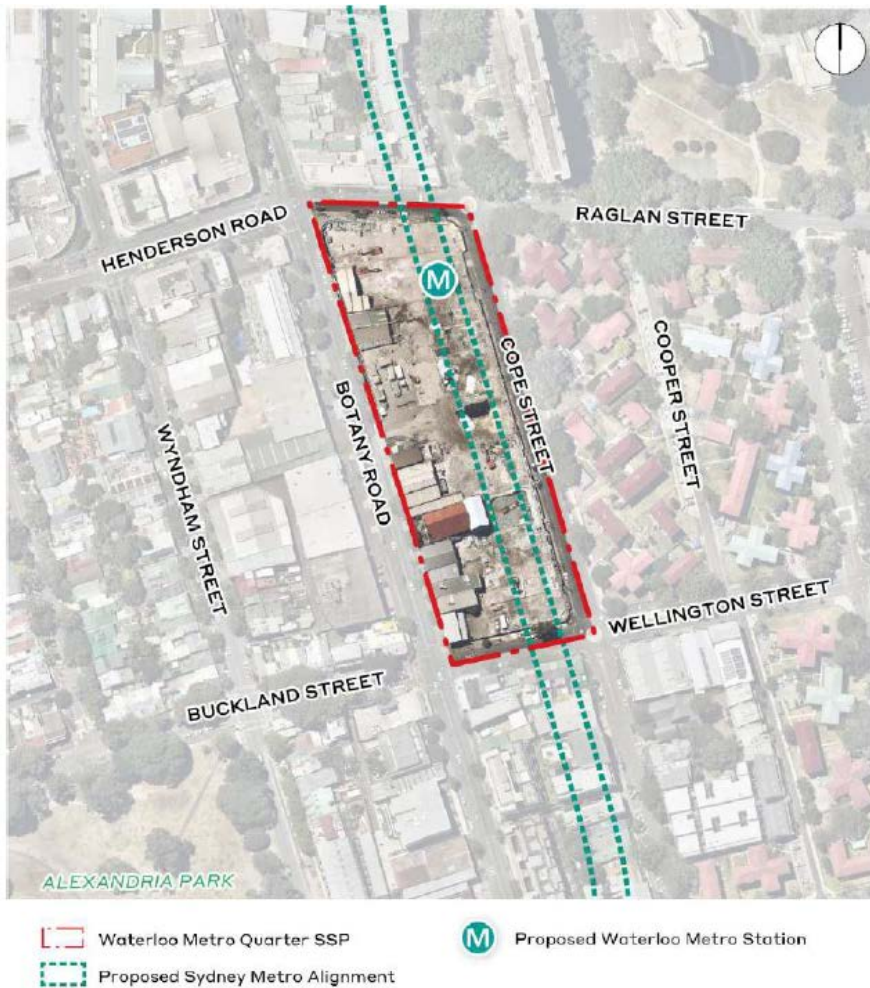 HENDERSON ROAD
RAGLAN STREET
M
COPE STREET
COOPER STREET
BOTANY ROAD
WYNDHAM STREET
WELLINGTON STREET
BUCKLAND STREET
ALEXANDRIA PARK
Waterloo Metro Quarter SSP
M Proposed Waterloo Metro Station
Proposed Sydney Metro Alignment